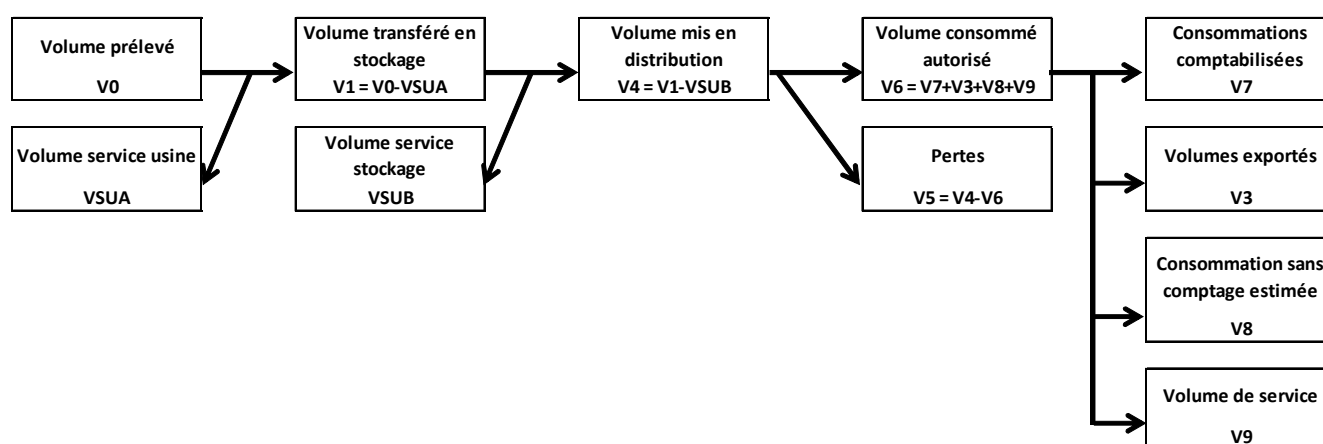 Volume prélevé
V0
Volume transféré en
stockage
V1 = V0-VSUA
Volume mis en
distribution
V4 = V1-VSUB
Volume consommé
autorisé
V6 = V7+V3+V8+V9
Consommations
comptabilisées
V7
Volume service usine
VSUA
Volume service
stockage
VSUB
Pertes
V5 = V4-V6
Volumes exportés
V3
Consommation sans
comptage estimée
V8
Volume de service
V9